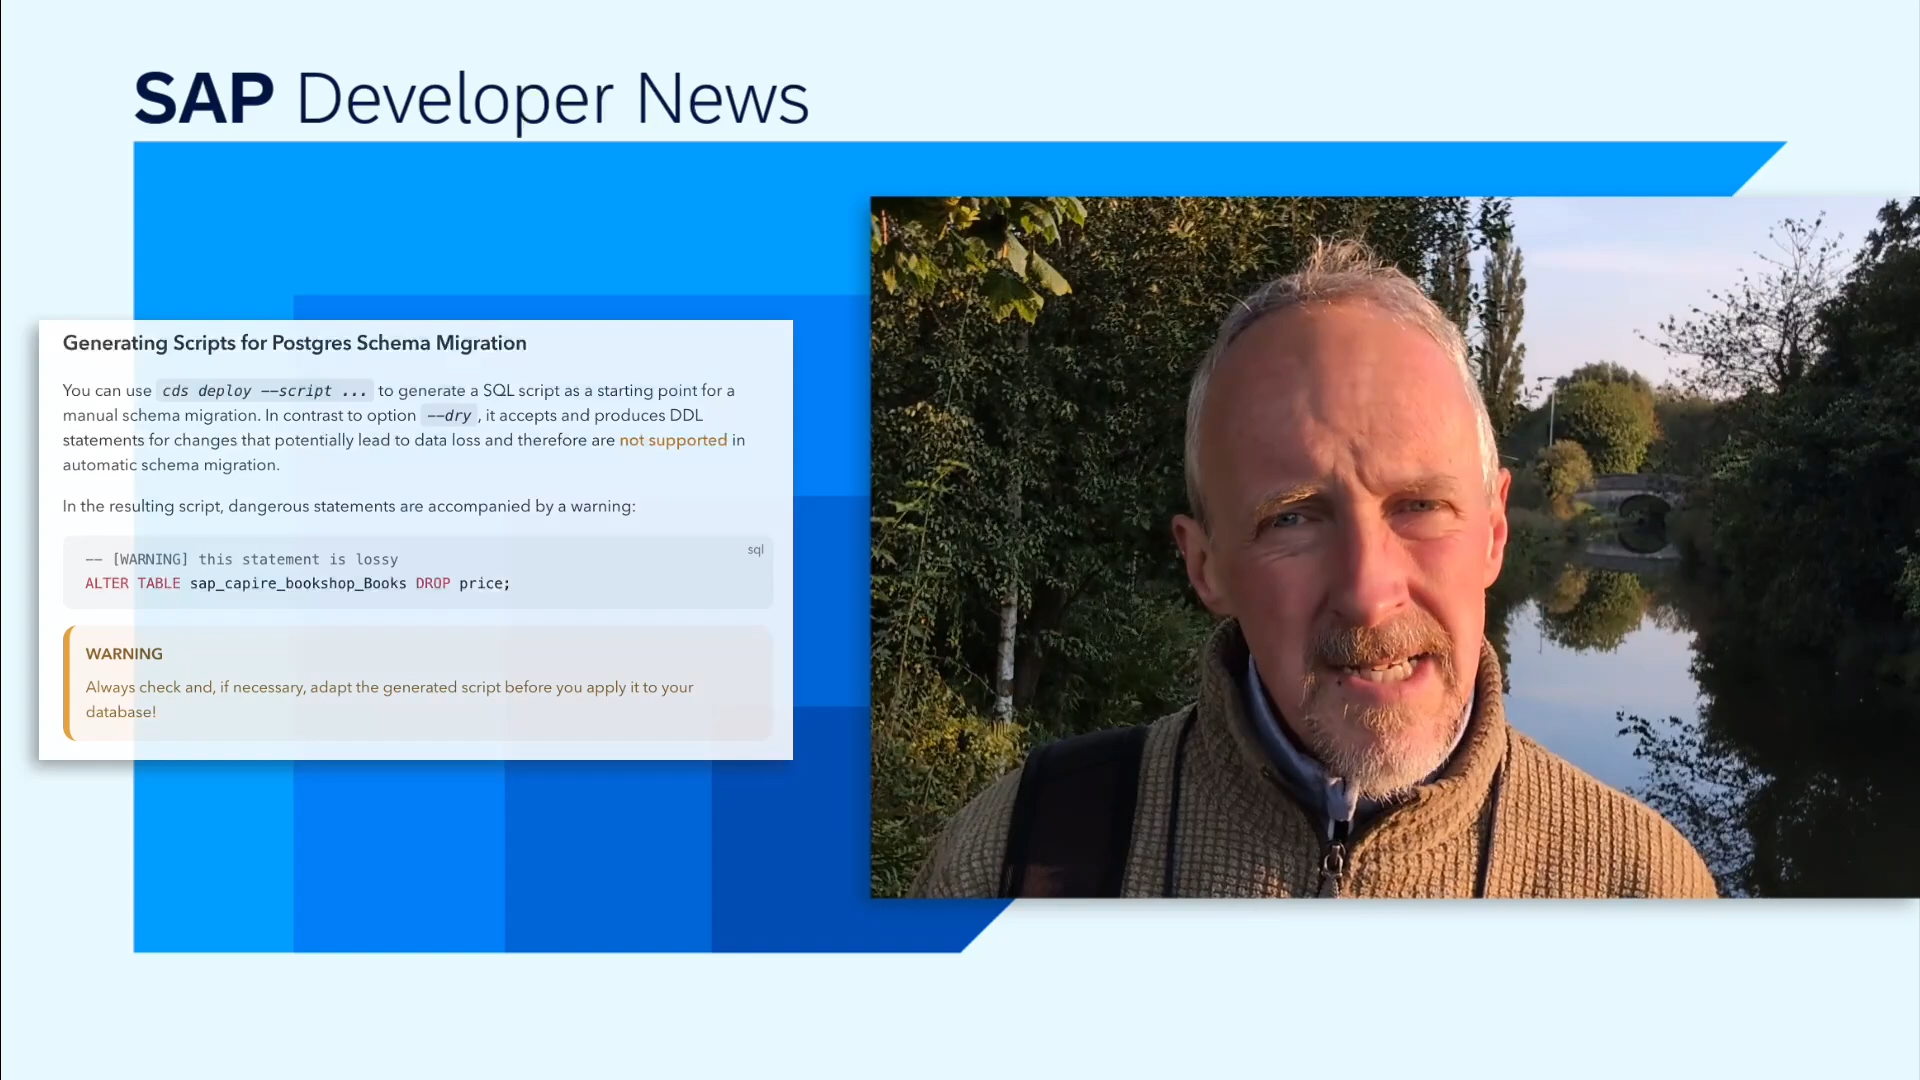 SAP Developer News
Generating Scripts for Postgres Schema Migration
You can use cds deploy --script ... to generate a SQL script as a starting point for a
manual schema migration. In contrast to option --dry, it accepts and produces DDL
statements for changes that potentially lead to data loss and therefore are not supported in
automatic schema migration.
In the resulting script, dangerous statements are accompanied by a warning:
sql
-- [WARNING] this statement is lossy
ALTER TABLE sap_capire_bookshop_Books DROP price;
WARNING
Always check and, if necessary, adapt the generated script before you apply it to your
database!